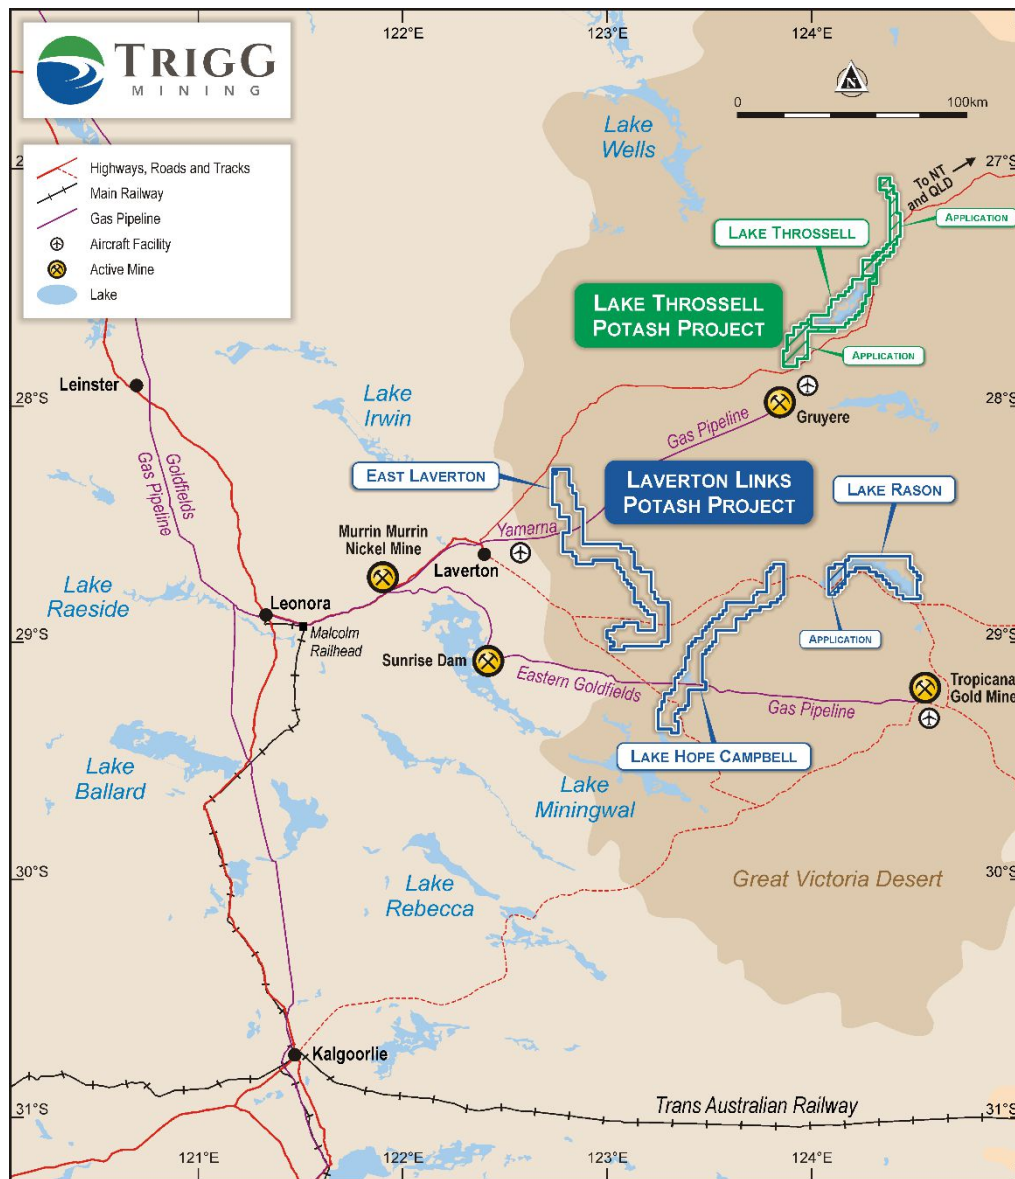 TRIGG
MINING
122°E
123°E
124°E
0
100km
N
Highways, Roads and Tracks
Main Railway
Gas Pipeline
Aircraft Facility
Active Mine
Lake
Lake
Wells
27°S
To NT
and QLD
APPLICATION
LAKE THROSSELL
LAKE THROSSELL
POTASH PROJECT
APPLICATION
Leinster
28°S
28°S
Lake
Irwin
Gruyere
Gas Pipeline
Goldfields
Gas Pipeline
EAST LAVERTON
LAVERTON LINKS
POTASH PROJECT
LAKE RASON
Yamarna
Murrin Murrin
Nickel Mine
Laverton
Lake
Raeside
Leonora
Malcolm
Railhead
29°S
29°S
APPLICATION
Sunrise Dam
Eastern Goldfields
Gas Pipeline
Tropicana
Gold Mine
Lake
Ballard
LAKE HOPE CAMPBELL
Lake
Miningwal
30°S
30°S
Great Victoria Desert
Lake
Rebecca
Kalgoorlie
Trans Australian Railway
31°S
31°S
121°E
122°E
123°E
124°E